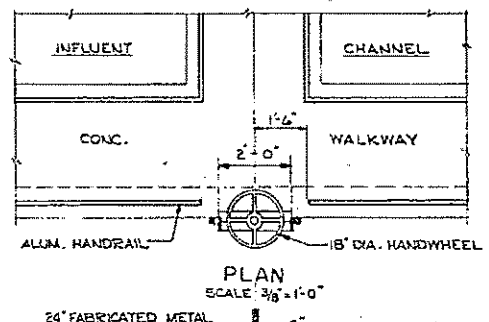 INFLUENT
CHANNEL
1'-6"
CONC.
WALKWAY
2'-0"
ALUM. HANDRAIL
18" DIA. HANDWHEEL
PLAN
SCALE 3/8"=1'-0"
24" FABRICATED METAL